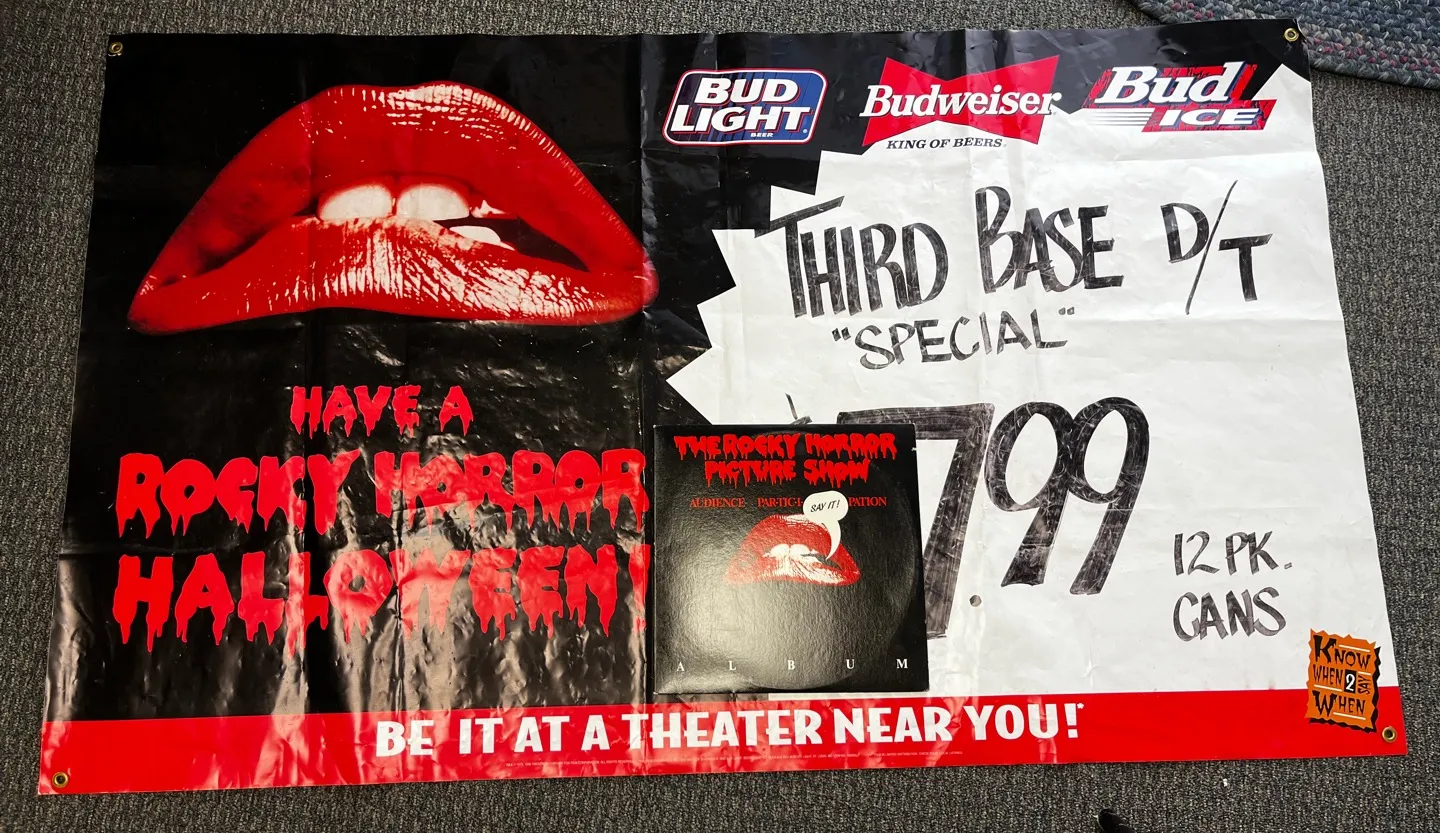 BUD
LIGHT
BEER
Budweiser
KING OF BEERS.
Bud
ICE
THIRD BASE D/T
"SPECIAL"
7.99
12 PK.
CANS
HAVE A
ROCKY HORROR
HALLOWEEN!
THE ROCKY HORROR
PICTURE SHOW
AUDIENCE PAR-TIC-I- PATION
SAY IT!
ALBUM
KNOW
WHEN 2 SAY
WHEN
BE IT AT A THEATER NEAR YOU!*